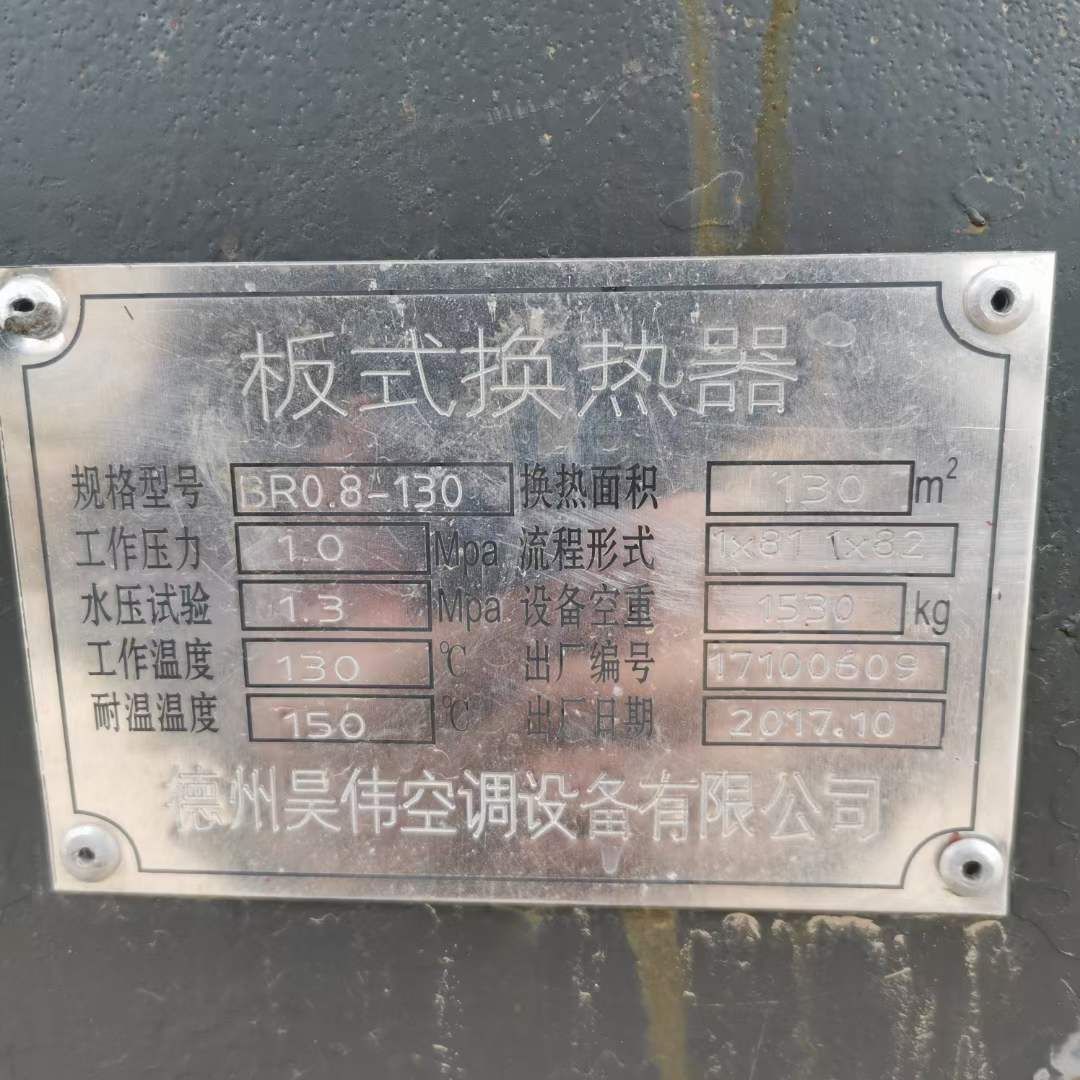 板式换热器
规格型号 BR0.8-130 换热面积 130 m²
工作压力 1.0 Mpa 流程形式 1x81 1x82
水压试验 1.3 Mpa 设备空重 1530 kg
工作温度 130 ℃ 出厂编号 17100609
耐温温度 150 ℃ 出厂日期 2017.10
德州昊伟空调设备有限公司